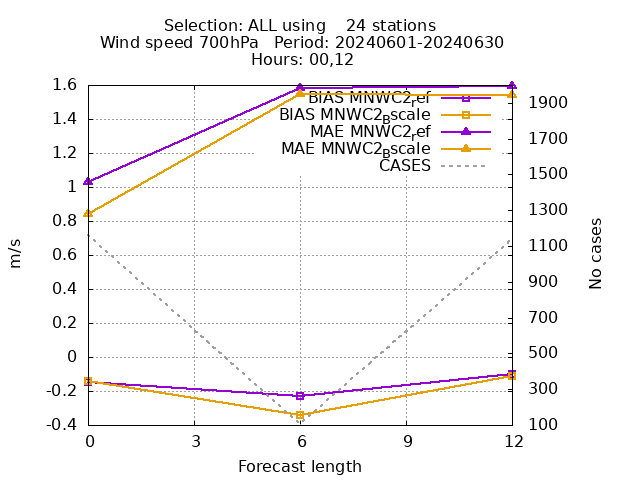 Selection: ALL using    24 stations
Wind speed 700hPa   Period: 20240601-20240630
Hours: 00,12
1.6
1.4
1.2
1
0.8
0.6
0.4
0.2
0
-0.2
-0.4
m/s
BIAS MNWC2_ref
BIAS MNWC2_Bscale
MAE MNWC2_ref
MAE MNWC2_Bscale
CASES
1900
1700
1500
1300
1100
900
700
500
300
100
No cases
0 3 6 9 12
Forecast length